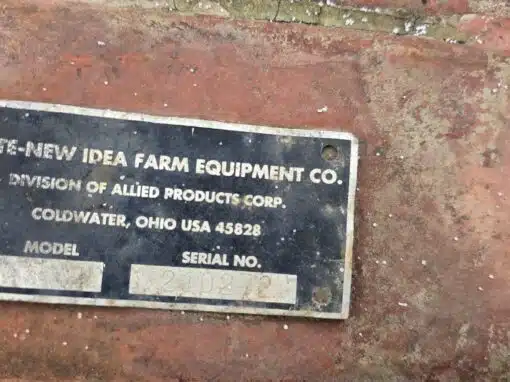 TE-NEW IDEA FARM EQUIPMENT CO.
DIVISION OF ALLIED PRODUCTS CORP.
COLDWATER, OHIO USA 45828
MODEL SERIAL NO.